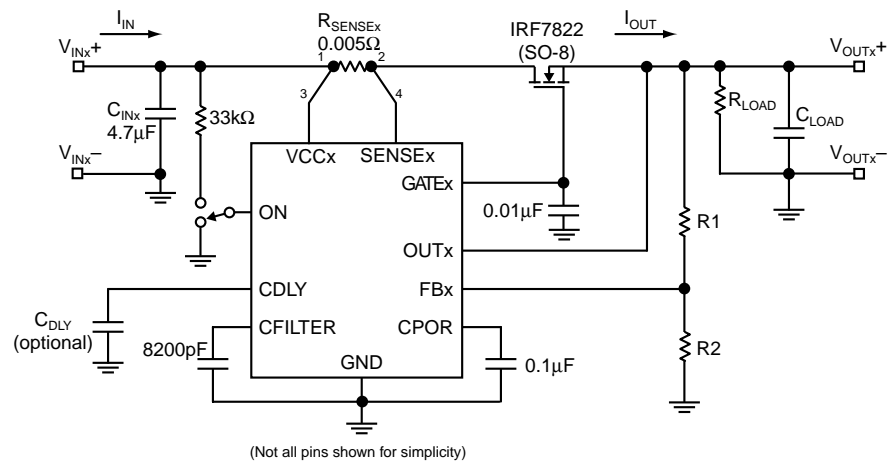 I_IN
R_SENSEx
0.005Ω
IRF7822
(SO-8)
I_OUT
V_INx+
1
2
V_OUTx+
3
4
C_INx
4.7µF
33kΩ
R_LOAD
C_LOAD
V_INx–
V_OUTx–
VCCx
SENSEx
GATEx
ON
0.01µF
OUTx
R1
CDLY
FBx
C_DLY
(optional)
CFILTER
CPOR
8200pF
GND
0.1µF
R2
(Not all pins shown for simplicity)